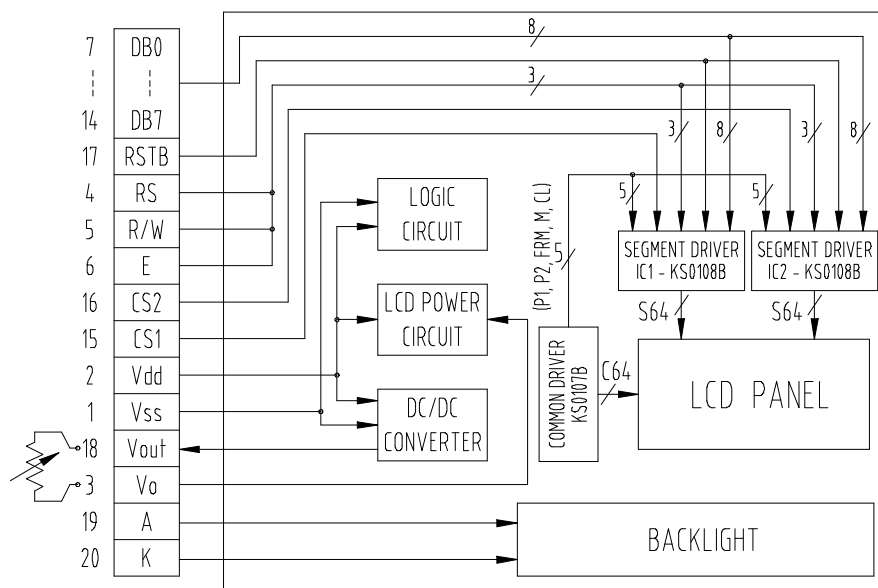 7 DB0
14 DB7
17 RSTB
4 RS
5 R/W
6 E
16 CS2
15 CS1
2 Vdd
1 Vss
18 Vout
3 Vo
19 A
20 K
8
3
3
8
3
8
5
5
LOGIC
CIRCUIT
LCD POWER
CIRCUIT
DC/DC
CONVERTER
(P1, P2, FRM, M, CL)
5
SEGMENT DRIVER
IC1 - KS0108B
SEGMENT DRIVER
IC2 - KS0108B
S64
S64
COMMON DRIVER
KS0107B
C64
LCD PANEL
BACKLIGHT